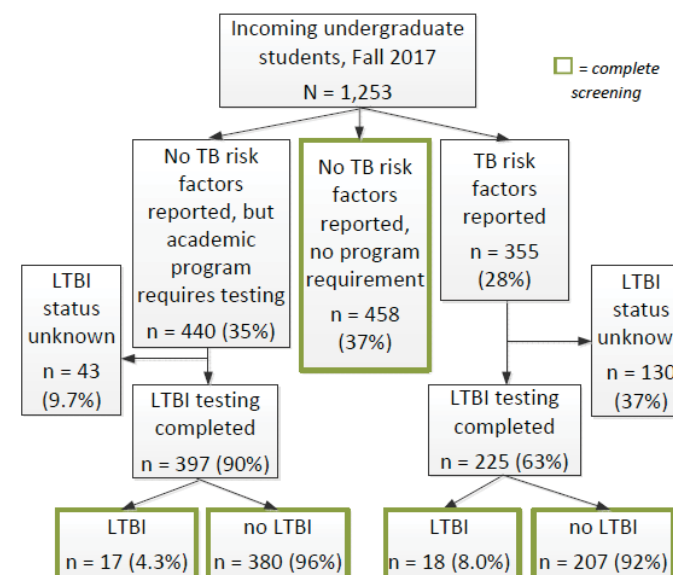 Incoming undergraduate
students, Fall 2017
N = 1,253
= complete
screening
No TB risk
factors
reported, but
academic
program
requires testing
n = 440 (35%)
No TB risk
factors
reported,
no program
requirement
n = 458
(37%)
TB risk
factors
reported
n = 355
(28%)
LTBI
status
unknown
n = 43
(9.7%)
LTBI
status
unknown
n = 130
(37%)
LTBI testing
completed
n = 397 (90%)
LTBI testing
completed
n = 225 (63%)
LTBI
n = 17 (4.3%)
no LTBI
n = 380 (96%)
LTBI
n = 18 (8.0%)
no LTBI
n = 207 (92%)